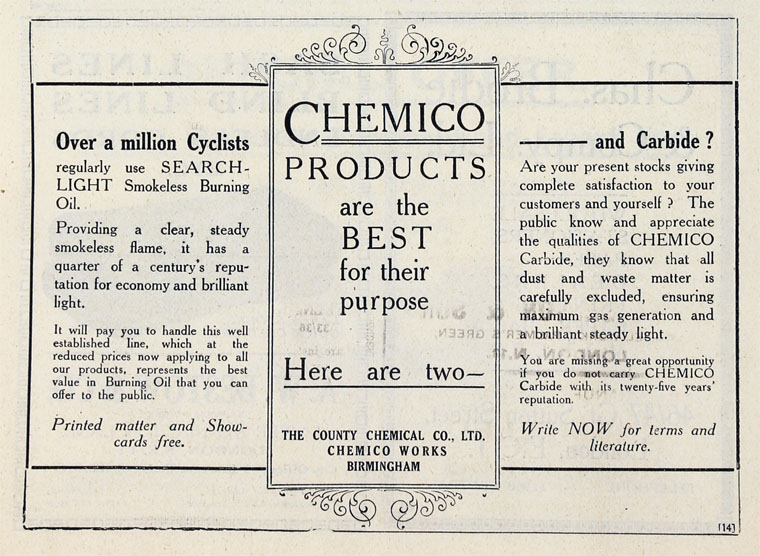 Over a million Cyclists
regularly use SEARCH-
LIGHT Smokeless Burning
Oil.
Providing a clear, steady
smokeless flame, it has a
quarter of a century's repu-
tation for economy and brilliant
light.
It will pay you to handle this well
established line, which at the
reduced prices now applying to all
our products, represents the best
value in Burning Oil that you can
offer to the public.
Printed matter and Show-
cards free.
CHEMICO
PRODUCTS
are the
BEST
for their
purpose
Here are two—
THE COUNTY CHEMICAL CO., LTD.
CHEMICO WORKS
BIRMINGHAM
——— and Carbide ?
Are your present stocks giving
complete satisfaction to your
customers and yourself ? The
public know and appreciate
the qualities of CHEMICO
Carbide, they know that all
dust and waste matter is
carefully excluded, ensuring
maximum gas generation and
a brilliant steady light.
You are missing a great opportunity
if you do not carry CHEMICO
Carbide with its twenty-five years'
reputation.
Write NOW for terms and
literature.
[14]